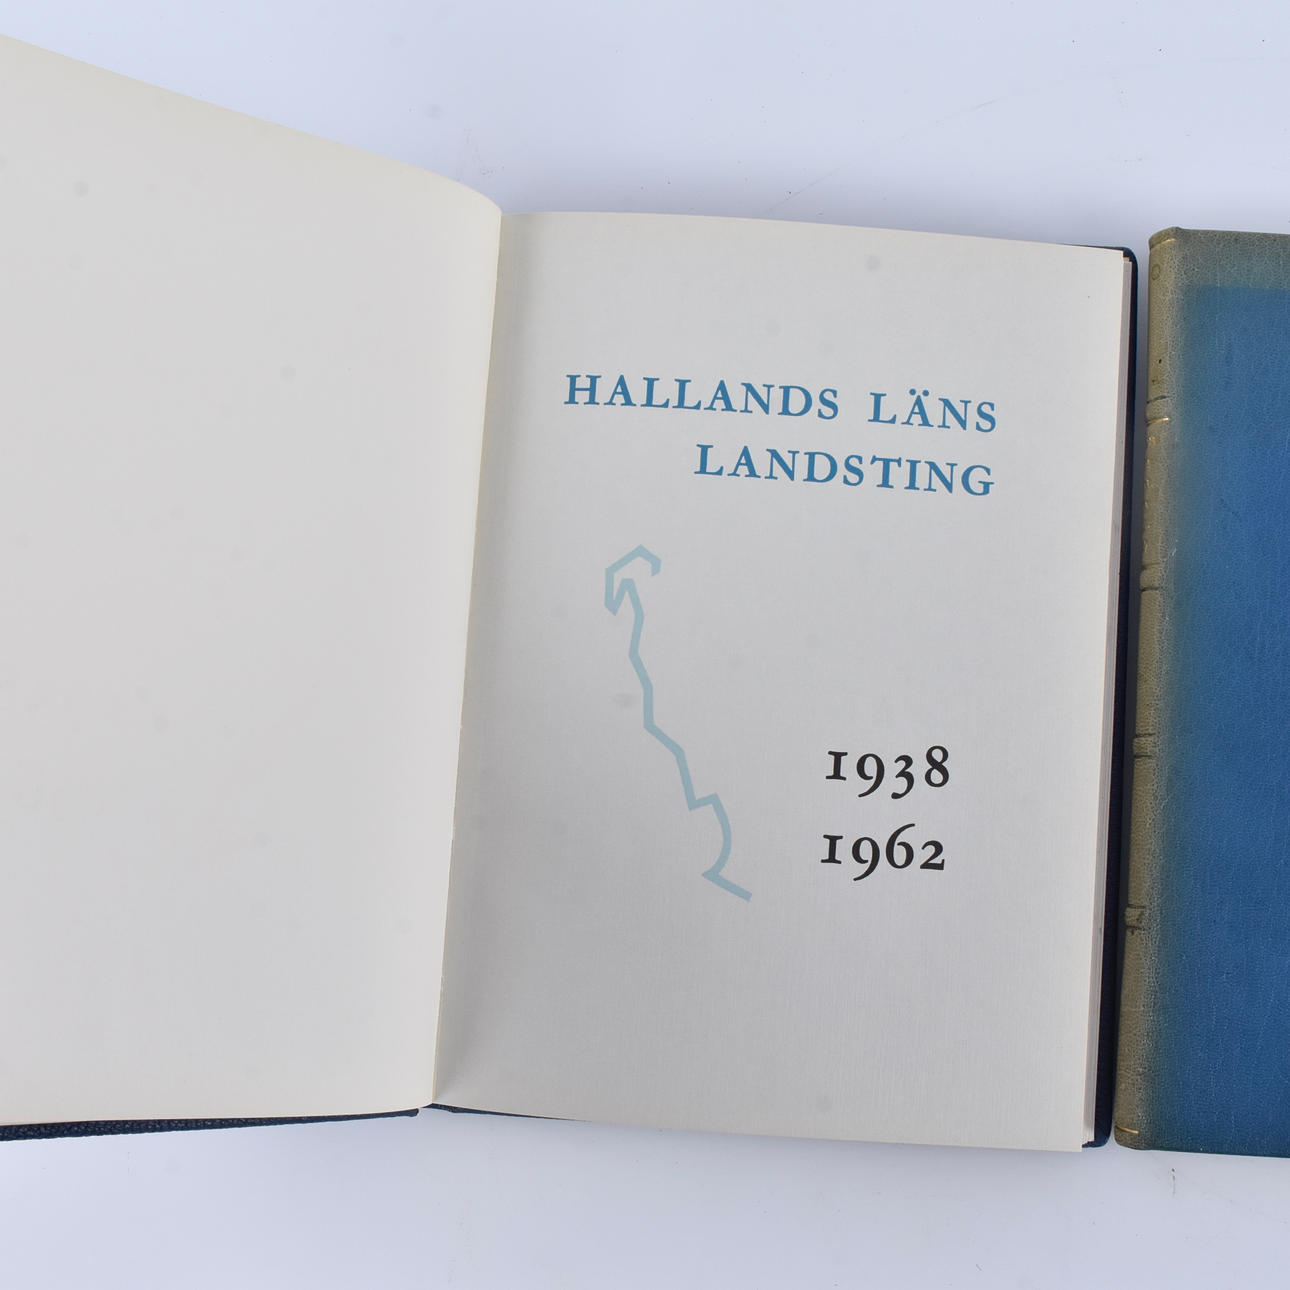 HALLANDS LÄNS
LANDSTING
1938
1962